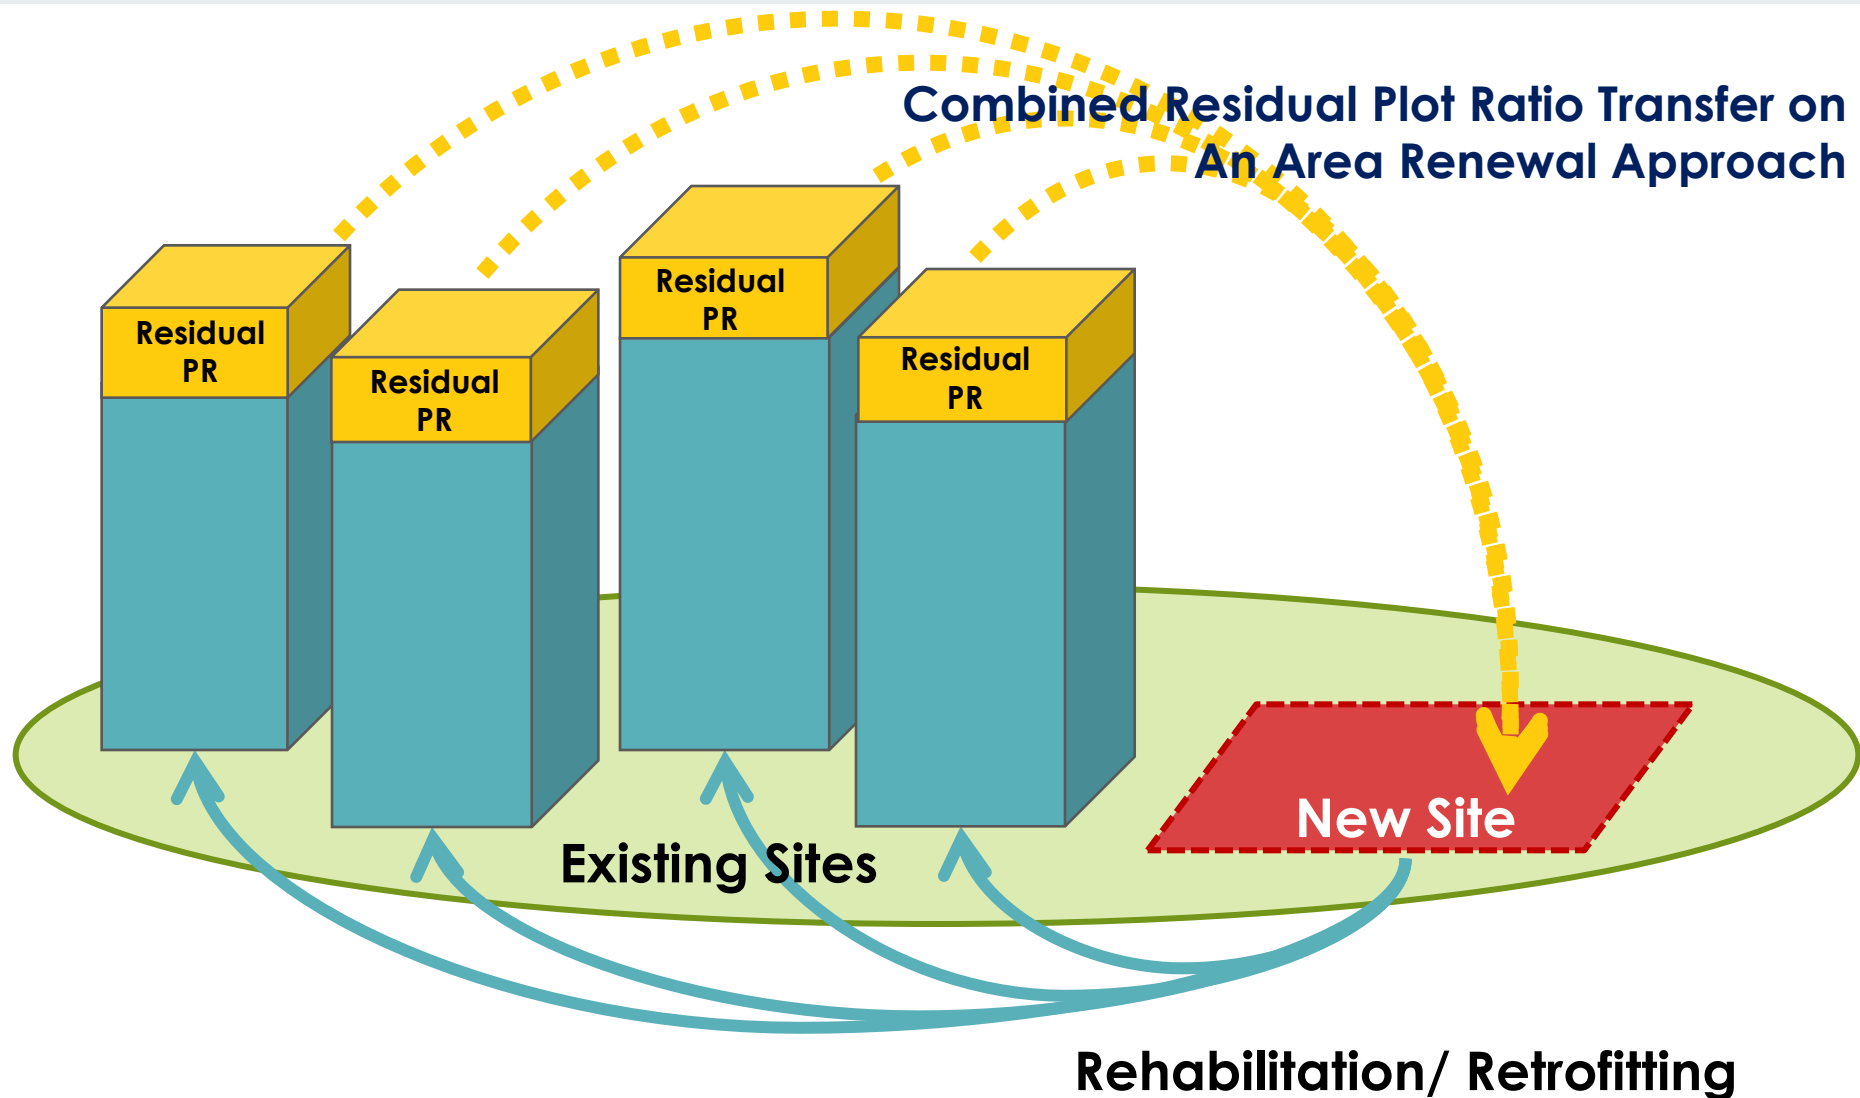 Combined Residual Plot Ratio Transfer on
An Area Renewal Approach
Residual
PR
Residual
PR
Residual
PR
Residual
PR
Existing Sites
New Site
Rehabilitation/ Retrofitting